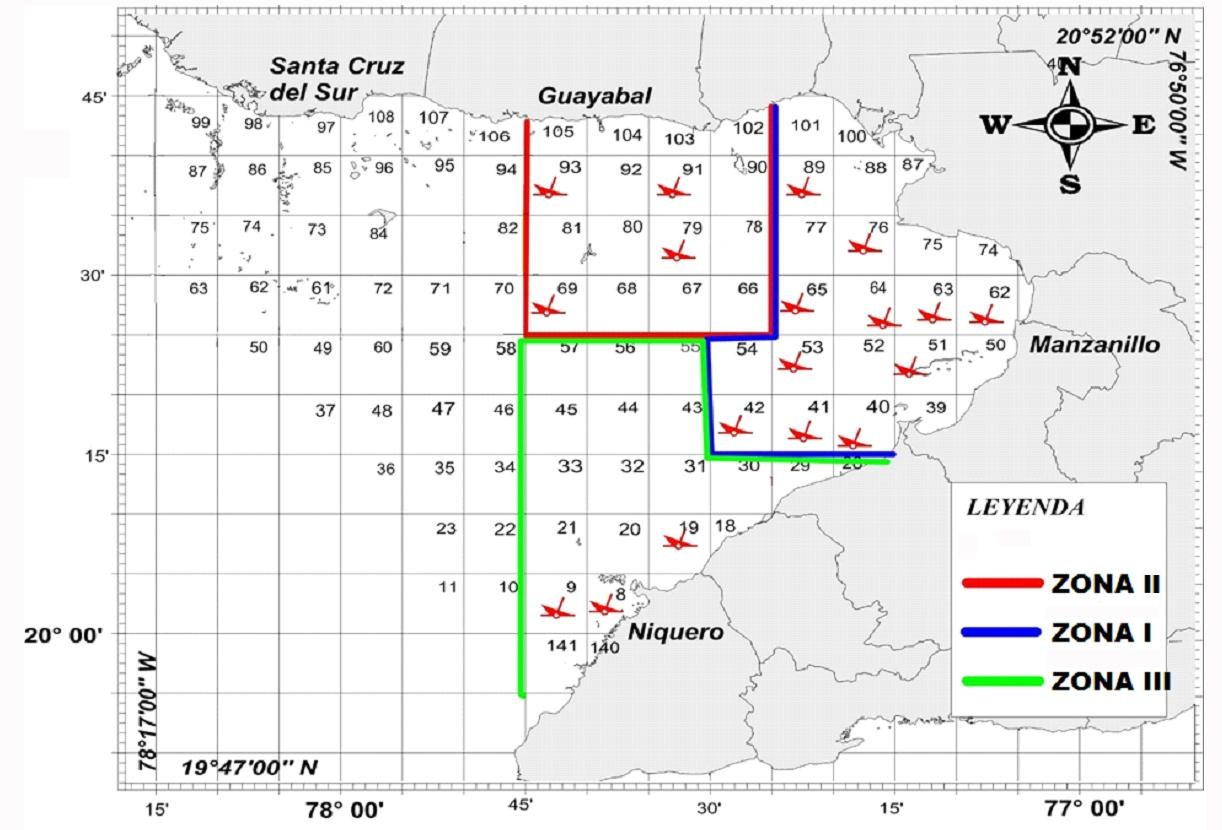 20°52'00" N
76°50'00" W
N
W E
S
Santa Cruz
del Sur
Guayabal
45'
99 98 97 108 107 106 105 104 103 102 101 100
87 86 85 96 95 94 93 92 91 90 89 88 87
75 74 73 84 82 81 80 79 78 77 76 75 74
30'
63 62 61 72 71 70 69 68 67 66 65 64 63 62
50 49 60 59 58 57 56 55 54 53 52 51 50
Manzanillo
37 48 47 46 45 44 43 42 41 40 39
15'
36 35 34 33 32 31 30 29
23 22 21 20 19 18
11 10 9 8
20° 00'
Niquero
141 140
78°17'00" W
19°47'00" N
LEYENDA
ZONA II
ZONA I
ZONA III
15' 78° 00' 45' 30' 15' 77° 00'